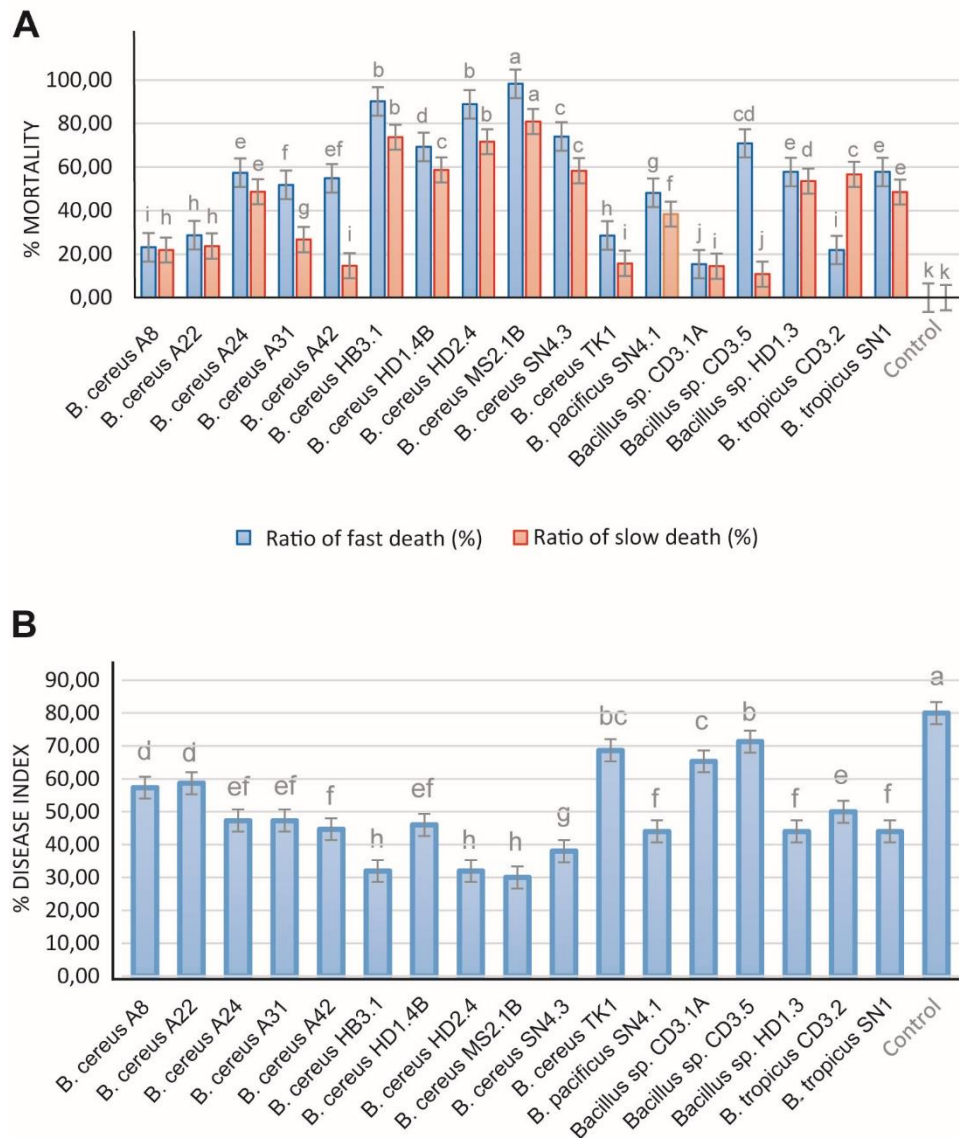 A
% MORTALITY
100,00
80,00
60,00
40,00
20,00
0,00
i h
h h
e e
f g
ef i
b b
d c
b b
a a
c c
h i
g f
j i
cd j
e d
i c
e e
k k
B. cereus A8
B. cereus A22
B. cereus A24
B. cereus A31
B. cereus A42
B. cereus HB3.1
B. cereus HD1.4B
B. cereus HD2.4
B. cereus MS2.1B
B. cereus SN4.3
B. cereus TK1
B. pacificus SN4.1
Bacillus sp. CD3.1A
Bacillus sp. CD3.5
Bacillus sp. HD1.3
B. tropicus CD3.2
B. tropicus SN1
Control
Ratio of fast death (%) Ratio of slow death (%)
B
% DISEASE INDEX
90,00
80,00
70,00
60,00
50,00
40,00
30,00
20,00
10,00
0,00
d
d
ef
ef
f
h
ef
h
h
g
bc
f
c
b
f
e
f
a
B. cereus A8
B. cereus A22
B. cereus A24
B. cereus A31
B. cereus A42
B. cereus HB3.1
B. cereus HD1.4B
B. cereus HD2.4
B. cereus MS2.1B
B. cereus SN4.3
B. cereus TK1
B. pacificus SN4.1
Bacillus sp. CD3.1A
Bacillus sp. CD3.5
Bacillus sp. HD1.3
B. tropicus CD3.2
B. tropicus SN1
Control